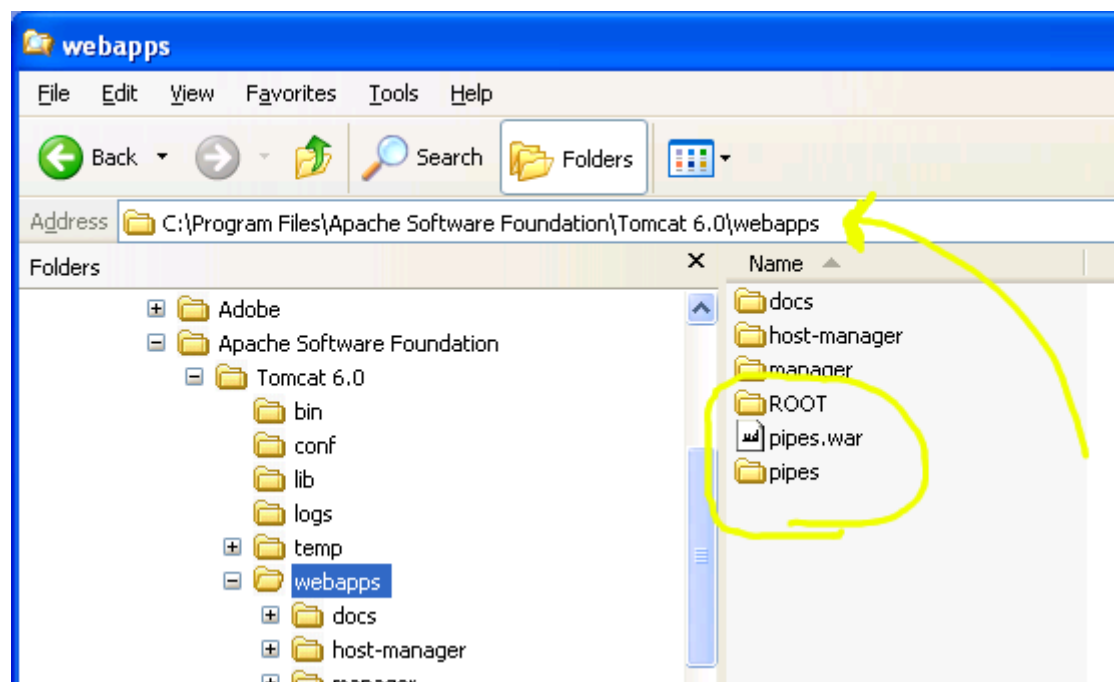 webapps
File Edit View Favorites Tools Help
Back Search Folders
Address C:\Program Files\Apache Software Foundation\Tomcat 6.0\webapps
Folders
Adobe
Apache Software Foundation
Tomcat 6.0
bin
conf
lib
logs
temp
webapps
docs
host-manager
manager
Name
docs
host-manager
manager
ROOT
pipes.war
pipes